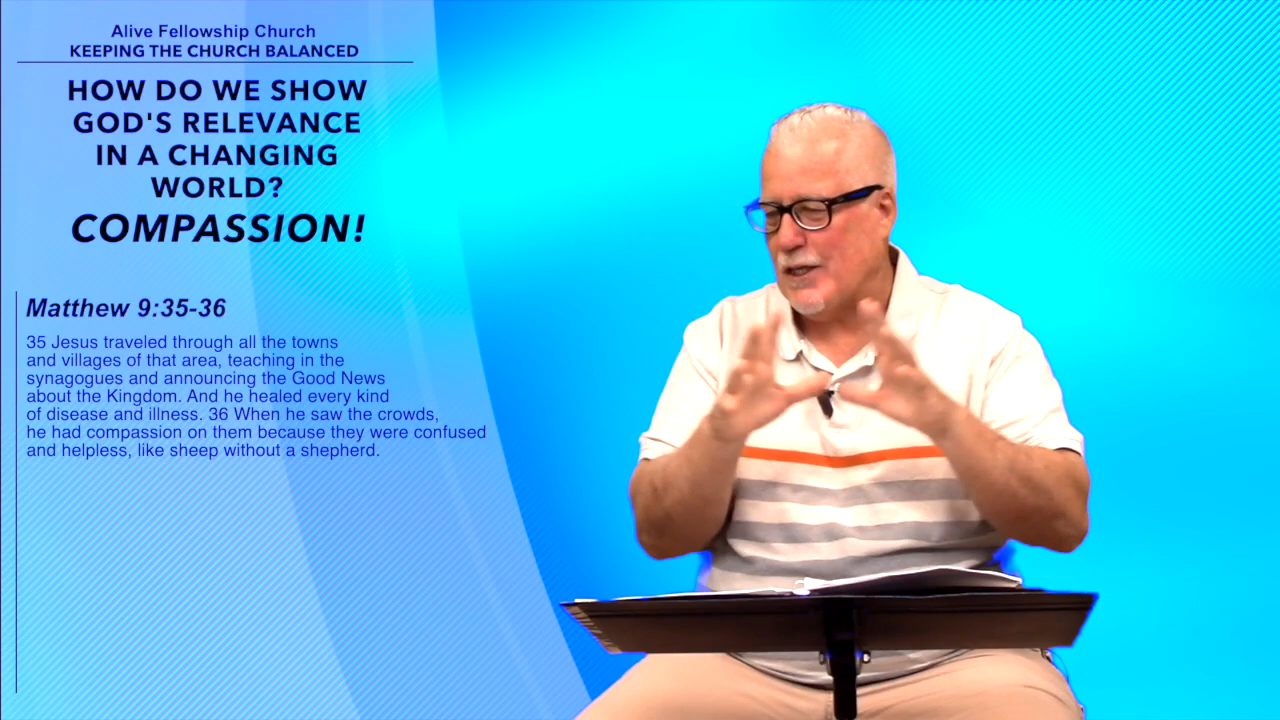 Alive Fellowship Church
KEEPING THE CHURCH BALANCED
HOW DO WE SHOW
GOD'S RELEVANCE
IN A CHANGING
WORLD?
COMPASSION!
Matthew 9:35-36
35 Jesus traveled through all the towns
and villages of that area, teaching in the
synagogues and announcing the Good News
about the Kingdom. And he healed every kind
of disease and illness. 36 When he saw the crowds,
he had compassion on them because they were confused
and helpless, like sheep without a shepherd.